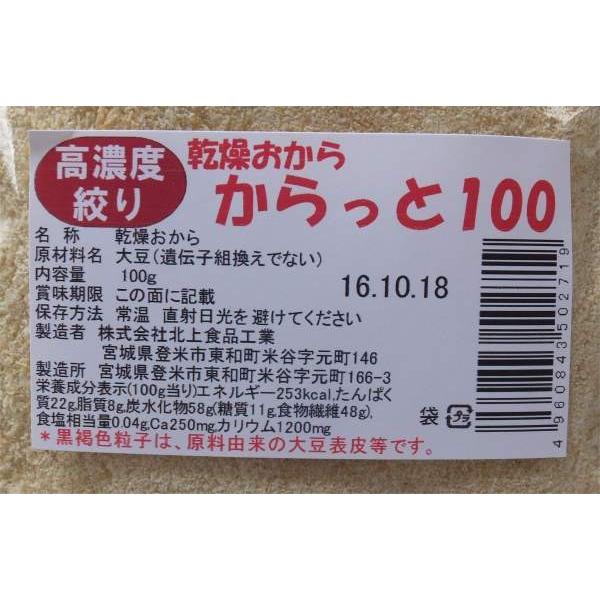 高濃度
絞り
乾燥おから
からっと100
名 称 乾燥おから
原材料名 大豆(遺伝子組換えでない)
内容量 100g
賞味期限 この面に記載
16.10.18
保存方法 常温 直射日光を避けてください
製造者 株式会社北上食品工業
宮城県登米市東和町米谷字元町146
製造所 宮城県登米市東和町米谷字元町166-3
栄養成分表示(100g当り)エネルギー253kcal,たんぱく
質22g,脂質8g,炭水化物58g(糖質11g,食物繊維48g),
食塩相当量0.04g,Ca250mg,カリウム1200mg
*黒褐色粒子は、原料由来の大豆表皮等です。
袋 プラ
4960843502719